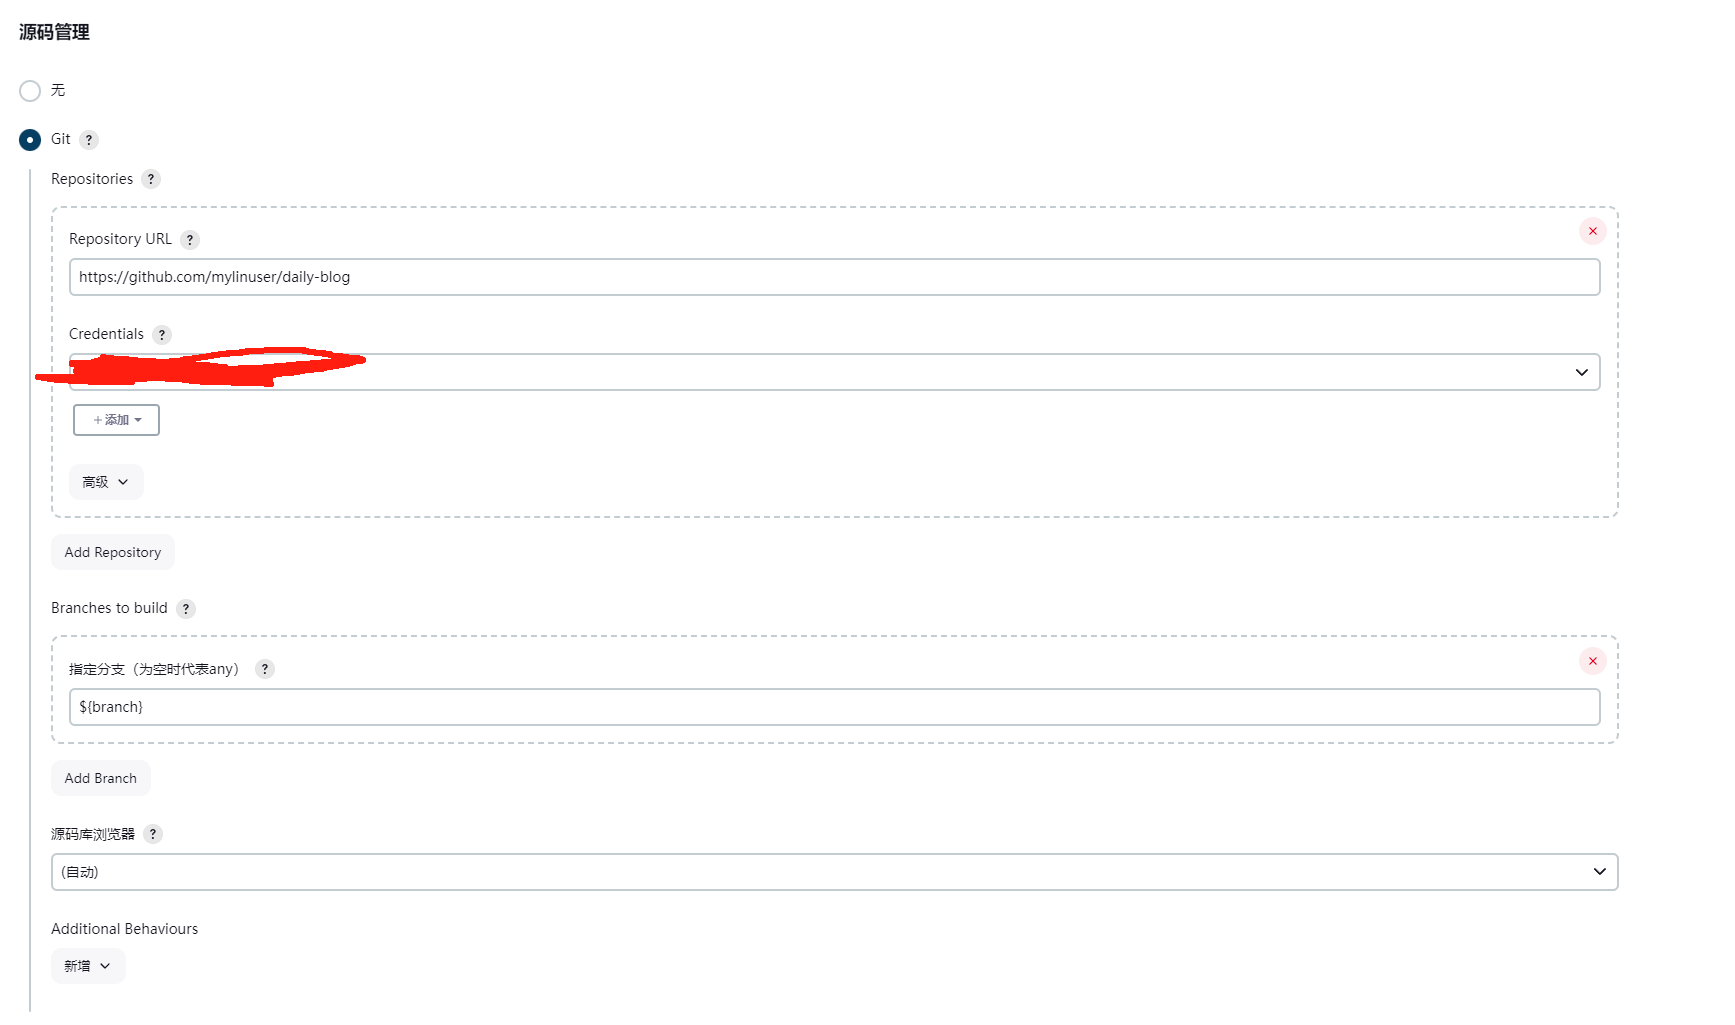 源码管理
无
Git ?
Repositories ?
Repository URL ?
https://github.com/mylinuser/daily-blog
Credentials ?
+添加
高级
Add Repository
Branches to build ?
指定分支（为空时代表any） ?
${branch}
Add Branch
源码库浏览器 ?
(自动)
Additional Behaviours
新增